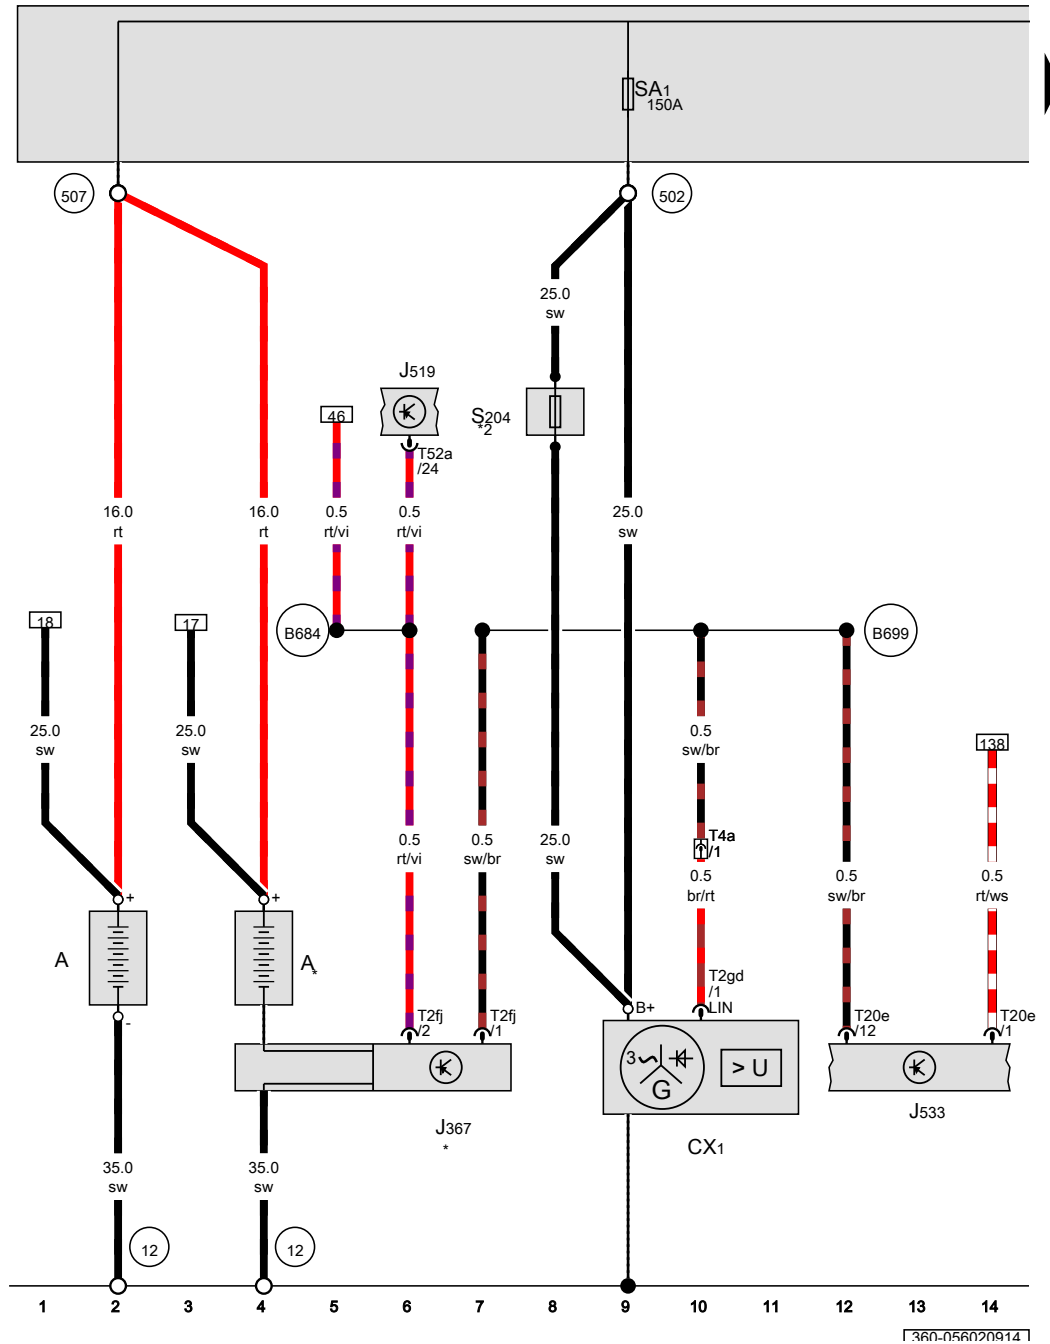 SA1
150A
507
502
25.0
sw
J519
46
S204
*2
T52a
/24
16.0
rt
16.0
rt
0.5
rt/vi
0.5
rt/vi
25.0
sw
18
17
B684
B699
25.0
sw
25.0
sw
0.5
sw/br
138
T4a
/1
0.5
rt/vi
0.5
sw/br
25.0
sw
0.5
br/rt
0.5
sw/br
0.5
rt/ws
+
+
A
A
*
-
T2gd
/1
LIN
B+
T2fj
/2
T2fj
/1
T20e
/12
T20e
/1
3
G
> U
J367
*
CX1
J533
35.0
sw
35.0
sw
12
12
1 2 3 4 5 6 7 8 9 10 11 12 13 14
360-056020914